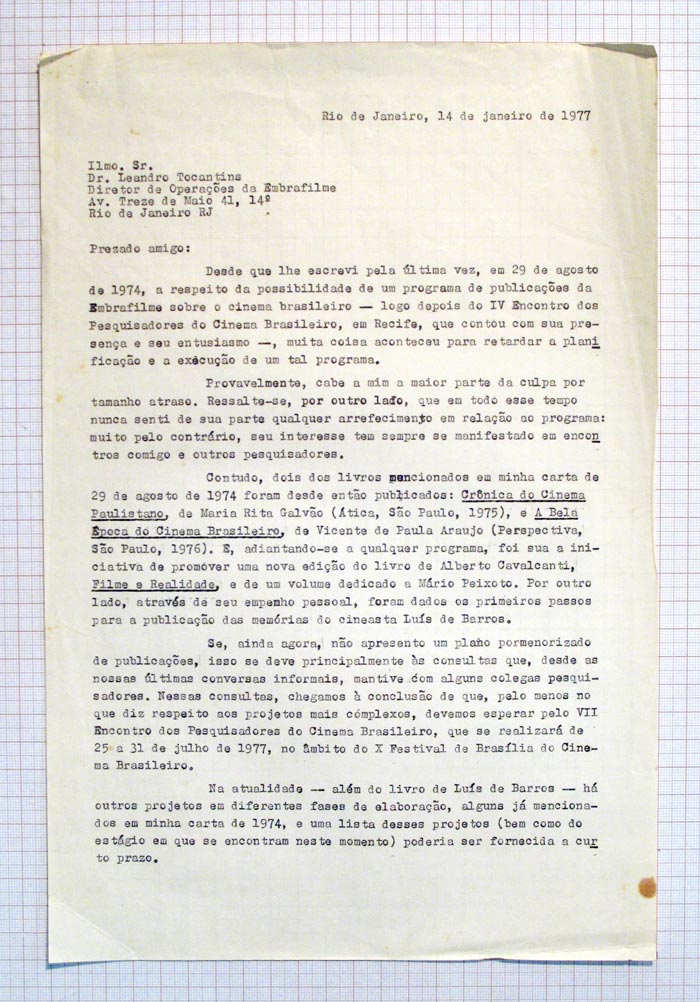 Rio de Janeiro, 14 de janeiro de 1977
Ilmo. Sr.
Dr. Leandro Tocantins
Diretor de Operações da Embrafilme
Av. Treze de Maio 41, 14º
Rio de Janeiro RJ
Prezado amigo:
Desde que lhe escrevi pela última vez, em 29 de agosto
de 1974, a respeito da possibilidade de um programa de publicações da
Embrafilme sobre o cinema brasileiro — logo depois do IV Encontro dos
Pesquisadores do Cinema Brasileiro, em Recife, que contou com sua pre-
sença e seu entusiasmo —, muita coisa aconteceu para retardar a plani
ficação e a execução de um tal programa.
Provavelmente, cabe a mim a maior parte da culpa por
tamanho atraso. Ressalte-se, por outro lado, que em todo esse tempo
nunca senti de sua parte qualquer arrefecimento em relação ao programa:
muito pelo contrário, seu interesse tem sempre se manifestado em encon
tros comigo e outros pesquisadores.
Contudo, dois dos livros mencionados em minha carta de
29 de agosto de 1974 foram desde então publicados: Crônica do Cinema
Paulistano, de Maria Rita Galvão (Ática, São Paulo, 1975), e A Bela
Época do Cinema Brasileiro, de Vicente de Paula Araujo (Perspectiva,
São Paulo, 1976). E, adiantando-se a qualquer programa, foi sua a ini-
ciativa de promover uma nova edição do livro de Alberto Cavalcanti,
Filme e Realidade, e de um volume dedicado a Mário Peixoto. Por outro
lado, através de seu empenho pessoal, foram dados os primeiros passos
para a publicação das memórias do cineasta Luís de Barros.
Se, ainda agora, não apresento um plano pormenorizado
de publicações, isso se deve principalmente às consultas que, desde as
nossas últimas conversas informais, mantive com alguns colegas pesqui-
sadores. Nessas consultas, chegamos à conclusão de que, pelo menos no
que diz respeito aos projetos mais cómplexos, devemos esperar pelo VII
Encontro dos Pesquisadores do Cinema Brasileiro, que se realizará de
25 a 31 de julho de 1977, no âmbito do X Festival de Brasília do Cine-
ma Brasileiro.
Na atualidade -- além do livro de Luís de Barros -- há
outros projetos em diferentes fases de elaboração, alguns já menciona-
dos em minha carta de 1974, e uma lista desses projetos (bem como do
estágio em que se encontram neste momento) poderia ser fornecida a cur
to prazo.